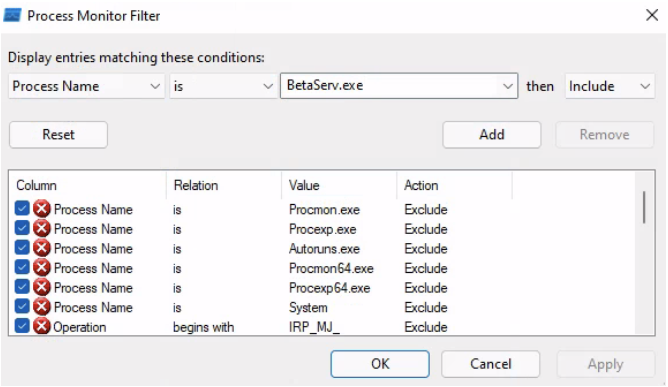 Process Monitor Filter
Display entries matching these conditions:
Process Name is BetaServ.exe then Include
Reset Add Remove
Column Relation Value Action
Process Name is Procmon.exe Exclude
Process Name is Procexp.exe Exclude
Process Name is Autoruns.exe Exclude
Process Name is Procmon64.exe Exclude
Process Name is Procexp64.exe Exclude
Process Name is System Exclude
Operation begins with IRP_MJ_ Exclude
OK Cancel Apply